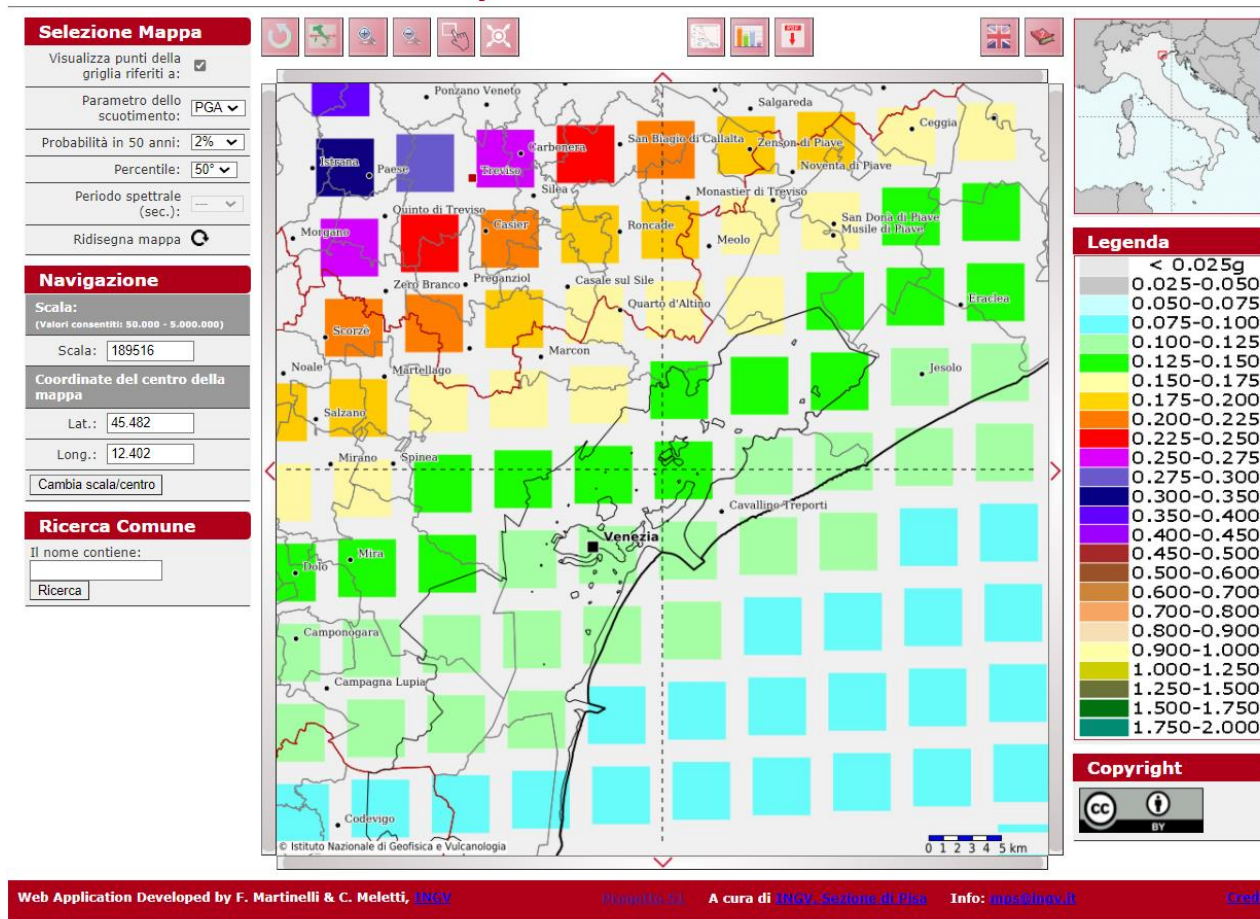 Selezione Mappa
Visualizza punti della
griglia riferiti a:
Parametro dello
scuotimento:
PGA
Probabilità in 50 anni:
2%
Percentile:
50°
Periodo spettrale
(sec.):
---
Ridisegna mappa
Navigazione
Scala:
(Valori consentiti: 50.000 - 5.000.000)
Scala:
189516
Coordinate del centro della
mappa
Lat.:
45.482
Long.:
12.402
Cambia scala/centro
Ricerca Comune
Il nome contiene:
Ricerca
PDF
Ponzano Veneto
Salgareda
Ceggia
Carbonera
San Biagio di Callalta
Zenson di Piave
Istrana
Paese
Treviso
Noventa di Piave
Silea
Monastier di Treviso
Quinto di Treviso
San Donà di Piave
Musile di Piave
Morgano
Casier
Roncade
Meolo
Zero Branco
Preganziol
Casale sul Sile
Quarto d'Altino
Eraclea
Scorzè
Marcon
Noale
Martellago
Jesolo
Salzano
Mirano
Spinea
Cavallino-Treporti
Venezia
Mira
Dolo
Camponogara
Campagna Lupia
Codevigo
© Istituto Nazionale di Geofisica e Vulcanologia
0 1 2 3 4 5 km
Legenda
< 0.025g
0.025-0.050
0.050-0.075
0.075-0.100
0.100-0.125
0.125-0.150
0.150-0.175
0.175-0.200
0.200-0.225
0.225-0.250
0.250-0.275
0.275-0.300
0.300-0.350
0.350-0.400
0.400-0.450
0.450-0.500
0.500-0.600
0.600-0.700
0.700-0.800
0.800-0.900
0.900-1.000
1.000-1.250
1.250-1.500
1.500-1.750
1.750-2.000
Copyright
cc
BY
Web Application Developed by F. Martinelli & C. Meletti, INGV
Progetto S1
A cura di INGV, Sezione di Pisa
Info: mps@ingv.it
Cred